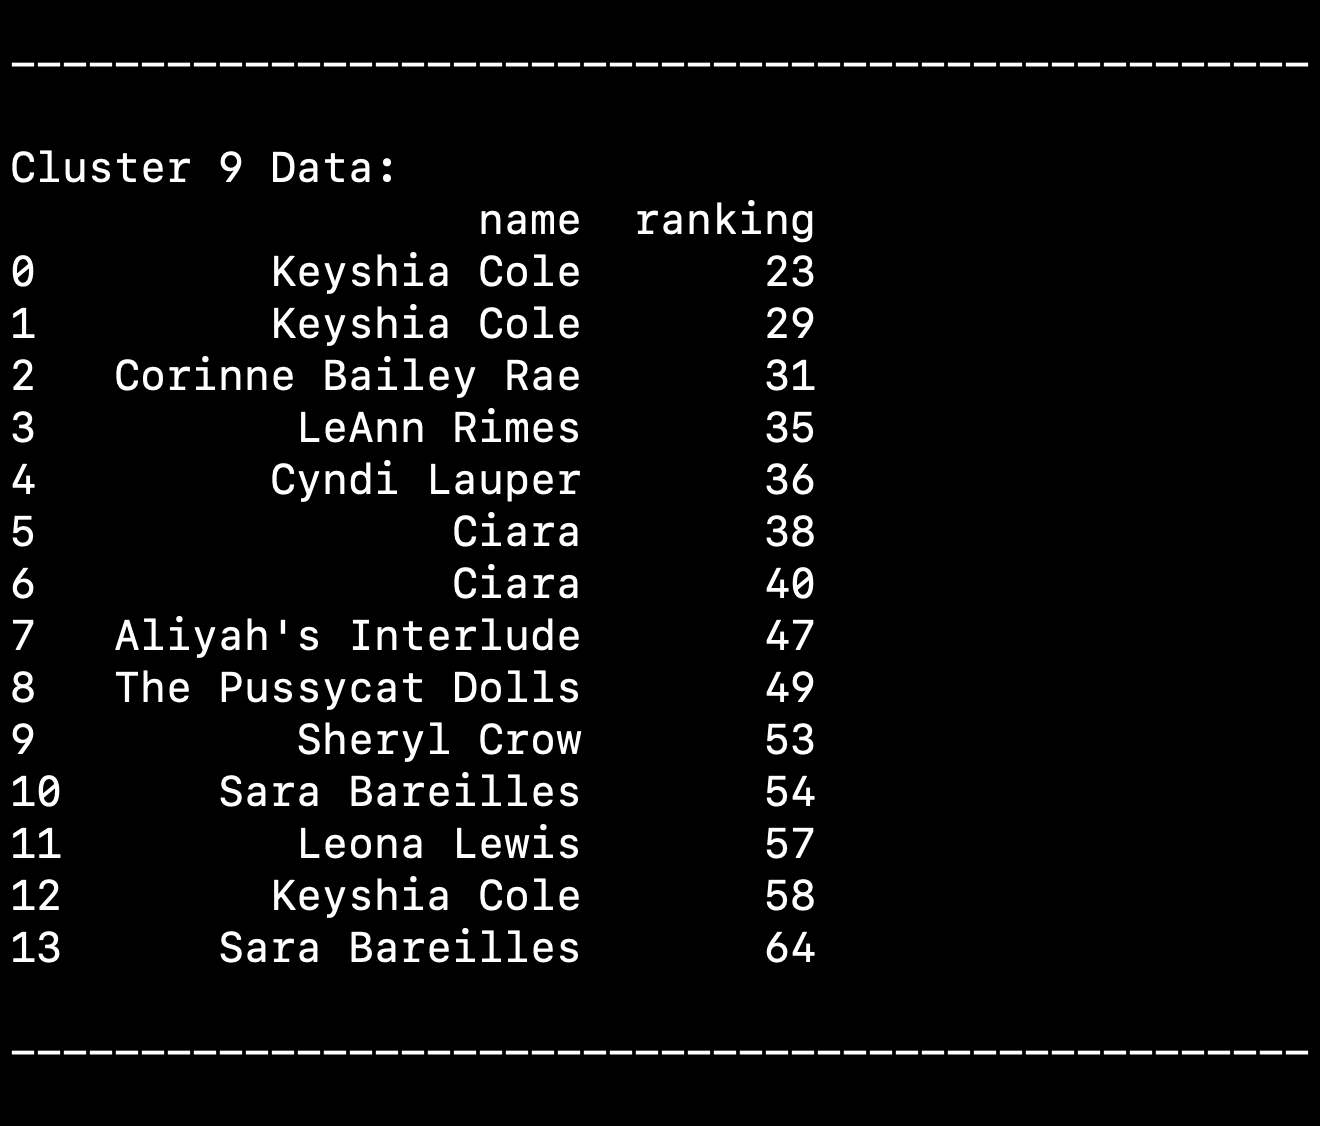 --------------------------------------------------
Cluster 9 Data:
                  name  ranking
0         Keyshia Cole       23
1         Keyshia Cole       29
2   Corinne Bailey Rae       31
3          LeAnn Rimes       35
4         Cyndi Lauper       36
5                Ciara       38
6                Ciara       40
7   Aliyah's Interlude       47
8   The Pussycat Dolls       49
9          Sheryl Crow       53
10      Sara Bareilles       54
11         Leona Lewis       57
12        Keyshia Cole       58
13      Sara Bareilles       64
--------------------------------------------------